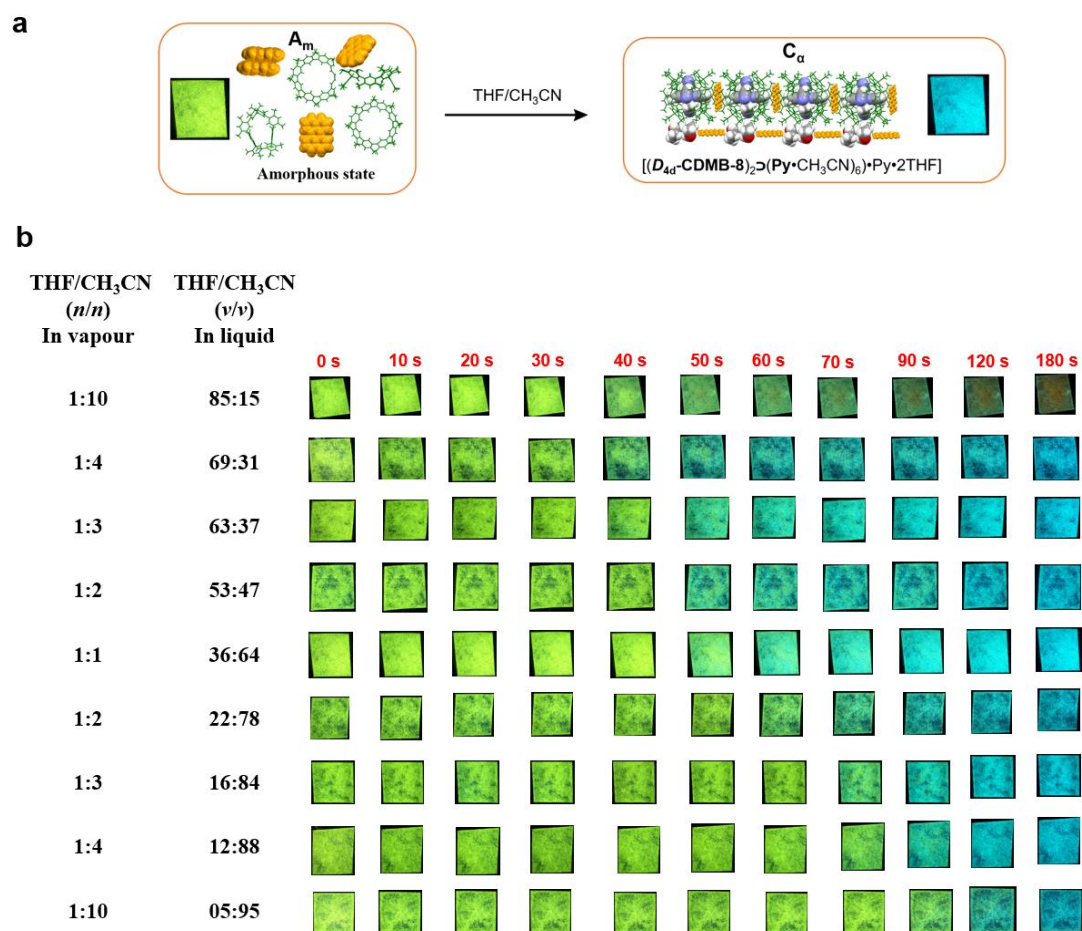 a
Aₘ
Amorphous state
THF/CH₃CN
Cα
[(D₄d-CDMB-8)₂⊃(Py•CH₃CN)₆)•Py•2THF]
b
THF/CH₃CN THF/CH₃CN
(n/n) (v/v)
In vapour In liquid
0 s 10 s 20 s 30 s 40 s 50 s 60 s 70 s 90 s 120 s 180 s
1:10 85:15
1:4 69:31
1:3 63:37
1:2 53:47
1:1 36:64
1:2 22:78
1:3 16:84
1:4 12:88
1:10 05:95